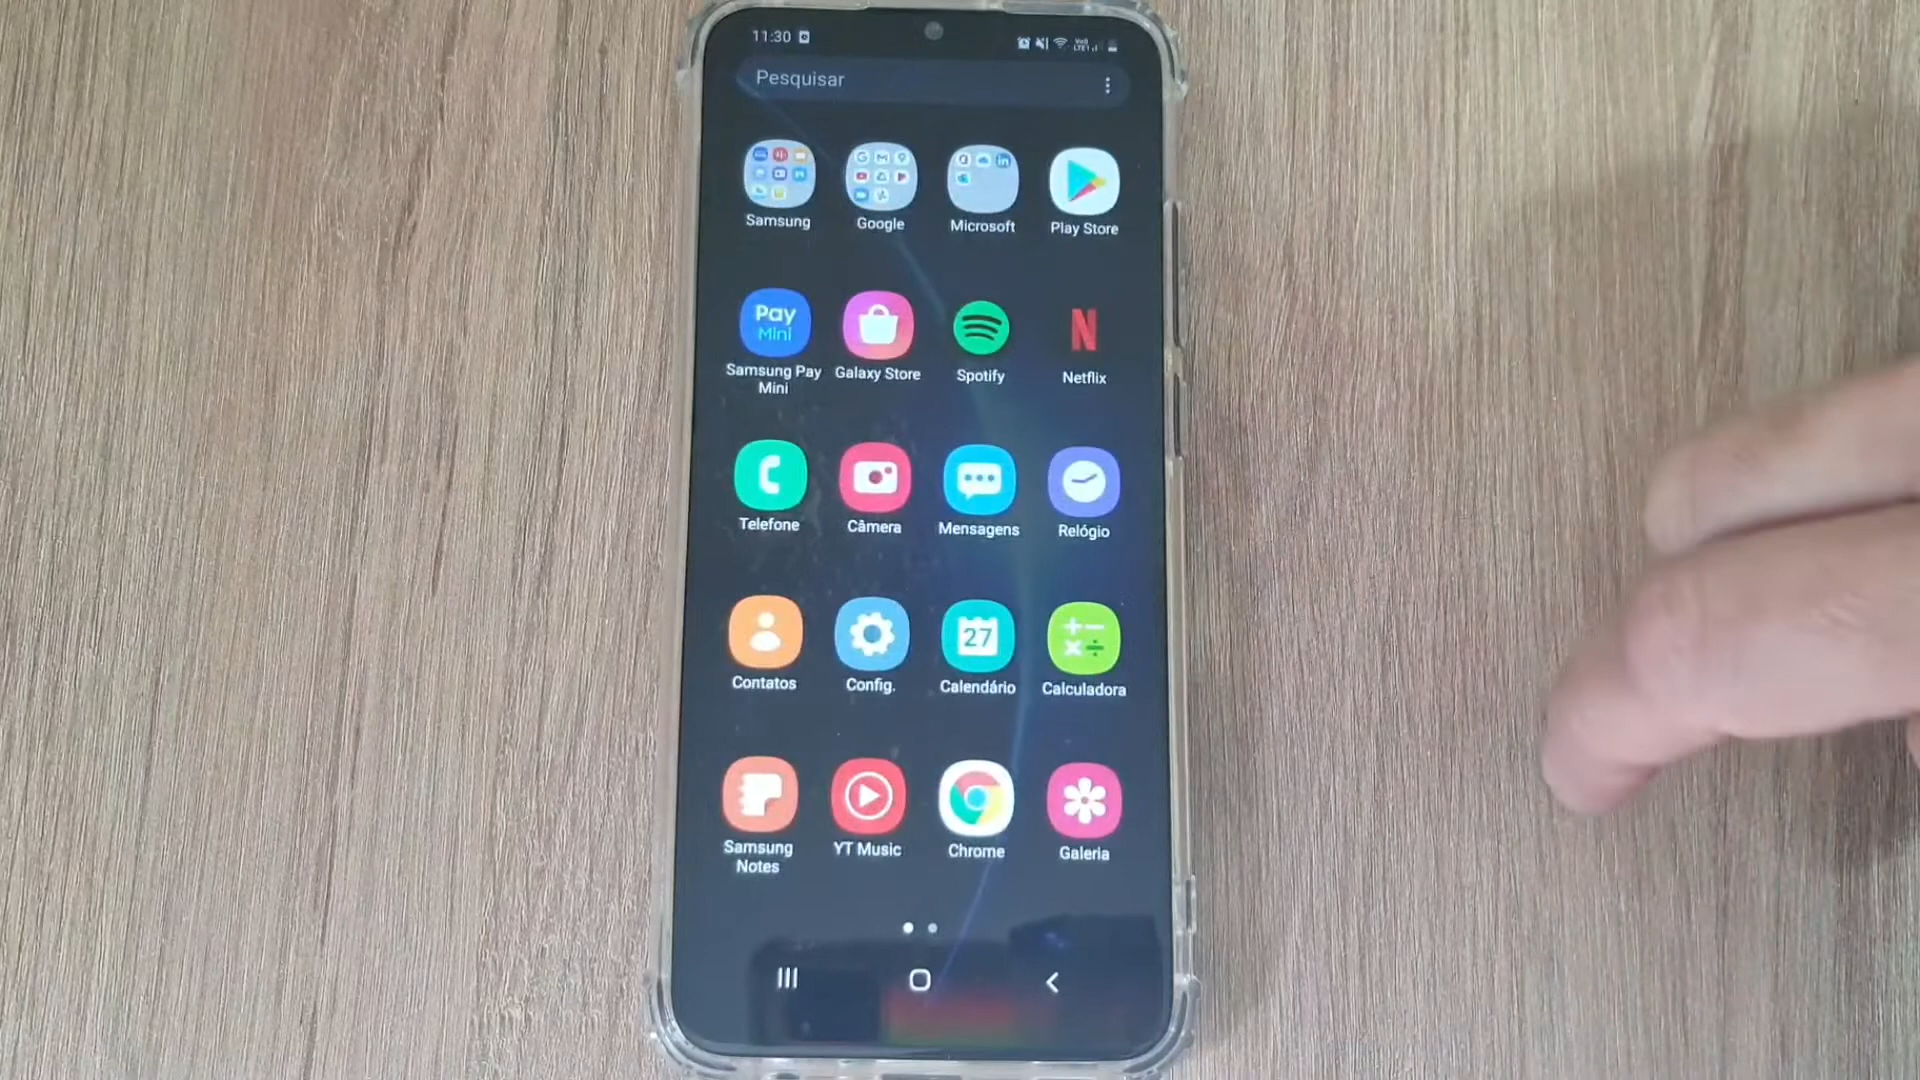 11:30
Pesquisar
Samsung
Google
Microsoft
Play Store
Pay
Mini
Samsung Pay
Mini
Galaxy Store
Spotify
N
Netflix
Telefone
Câmera
Mensagens
Relógio
27
Contatos
Config.
Calendário
Calculadora
Samsung
Notes
YT Music
Chrome
Galeria